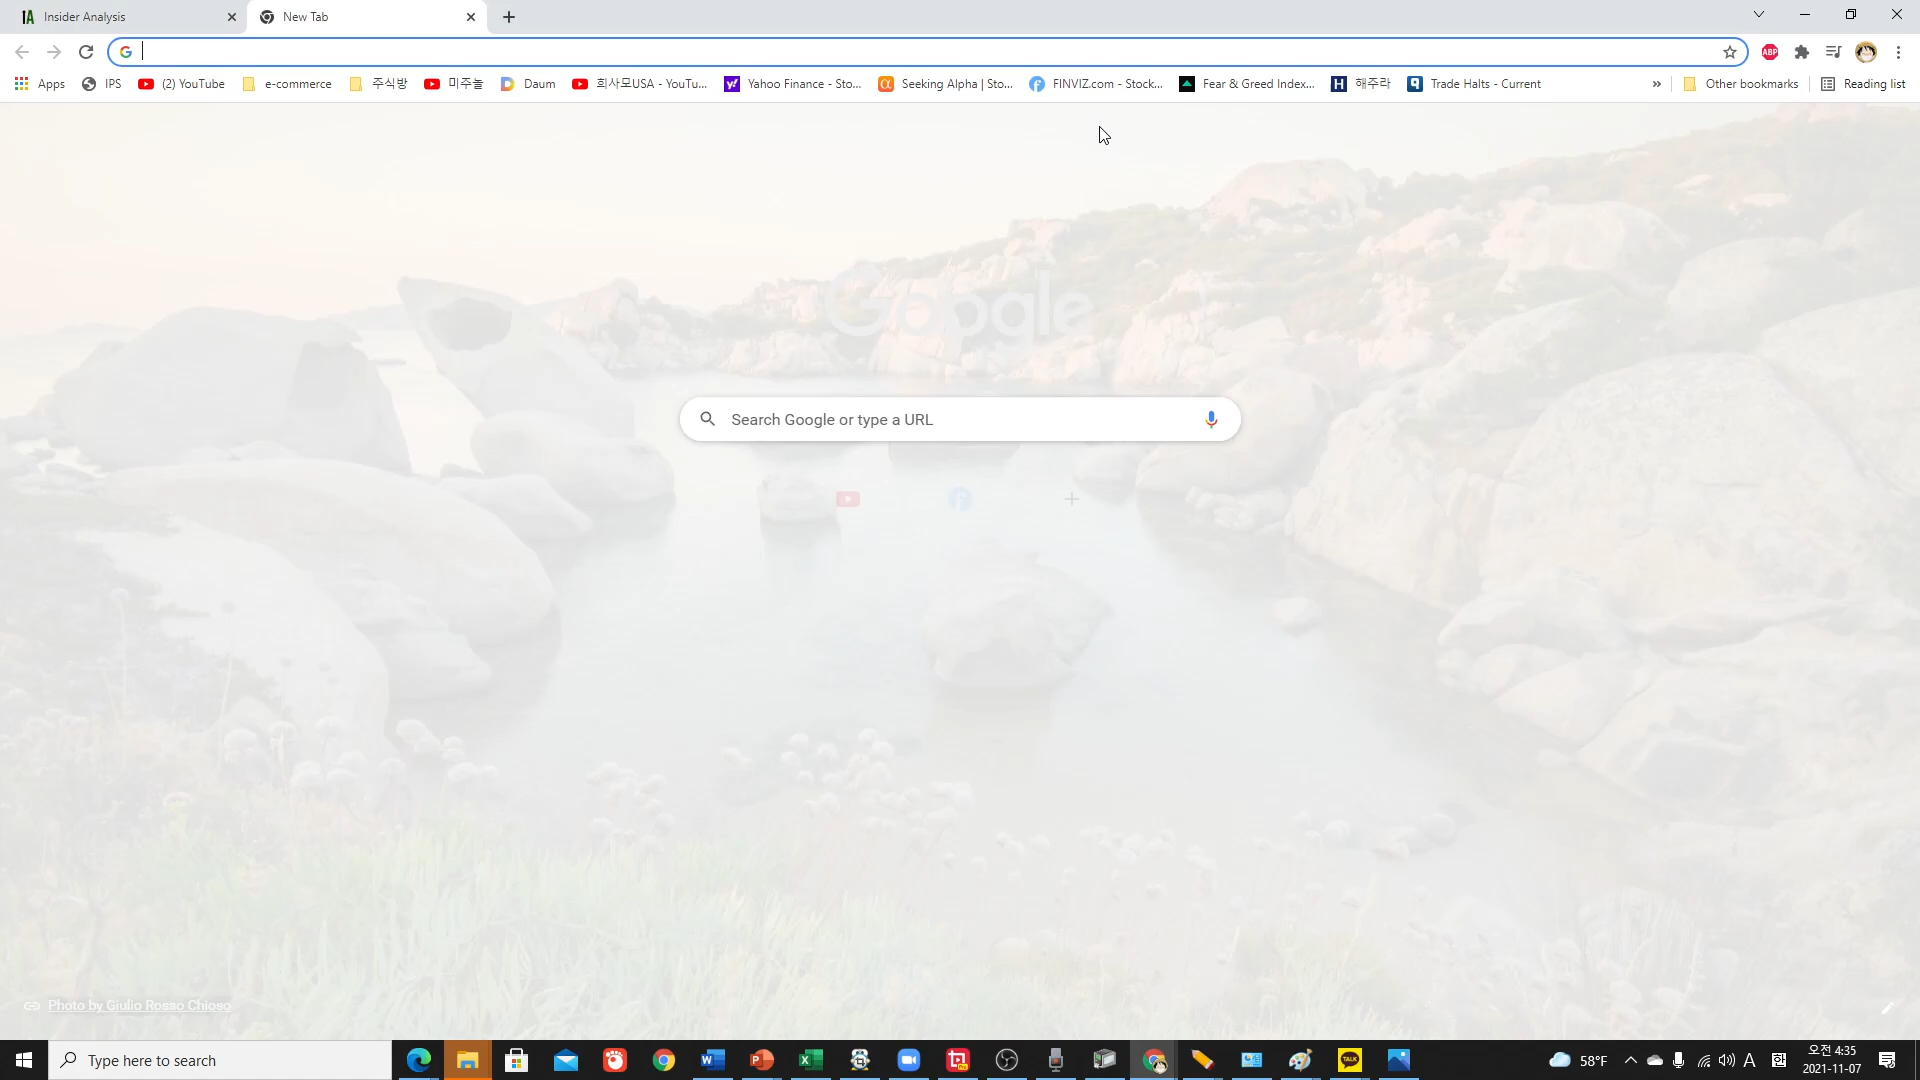 Insider Analysis
New Tab
Apps
IPS
(2) YouTube
e-commerce
주식방
미주놀
Daum
희사모USA - YouTu...
Yahoo Finance - Sto...
Seeking Alpha | Sto...
FINVIZ.com - Stock...
Fear & Greed Index...
해주라
Trade Halts - Current
Other bookmarks
Reading list
ABP
Google
Search Google or type a URL
Photo by Giulio Rosso Chioso
Type here to search
58°F
A
오전 4:35
2021-11-07